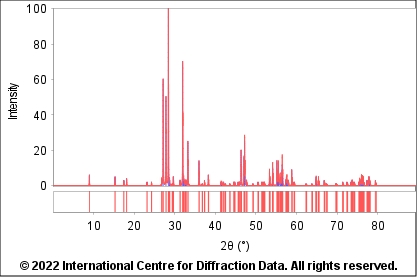 100
80
60
40
20
0
Intensity
10 20 30 40 50 60 70 80
2θ (°)
© 2022 International Centre for Diffraction Data. All rights reserved.